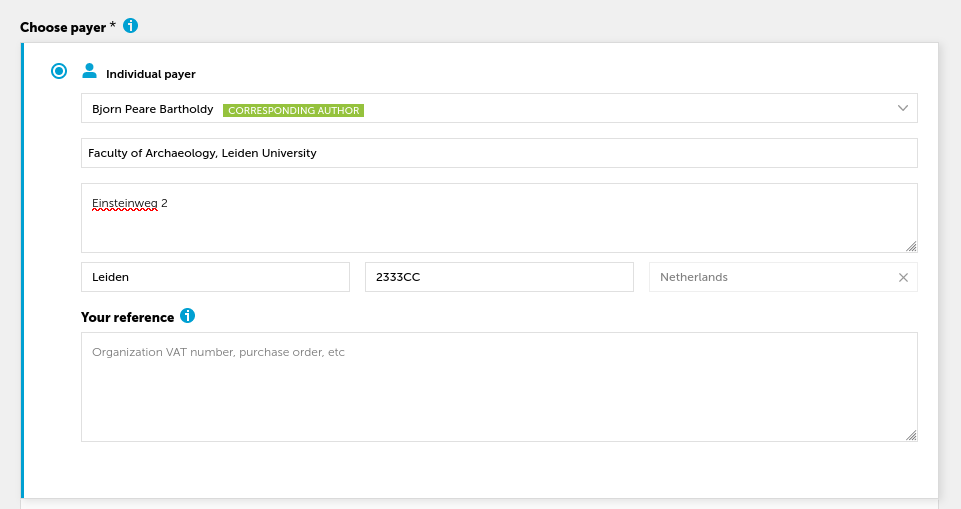 Choose payer *
Individual payer
Bjorn Peare Bartholdy CORRESPONDING AUTHOR
Faculty of Archaeology, Leiden University
Einsteinweg 2
Leiden 2333CC Netherlands
Your reference
Organization VAT number, purchase order, etc